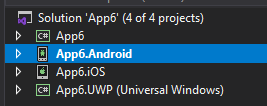 Solution 'App6' (4 of 4 projects)
C# App6
App6.Android
App6.iOS
C# App6.UWP (Universal Windows)